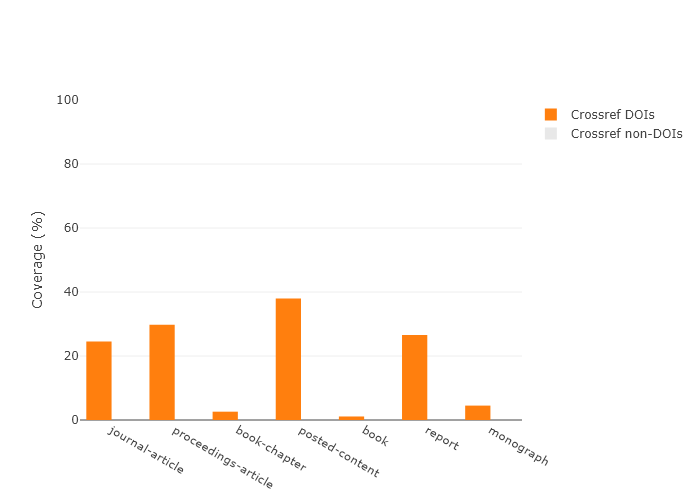 100
80
60
40
20
0
Coverage (%)
journal-article
proceedings-article
book-chapter
posted-content
book
report
monograph
Crossref DOIs
Crossref non-DOIs